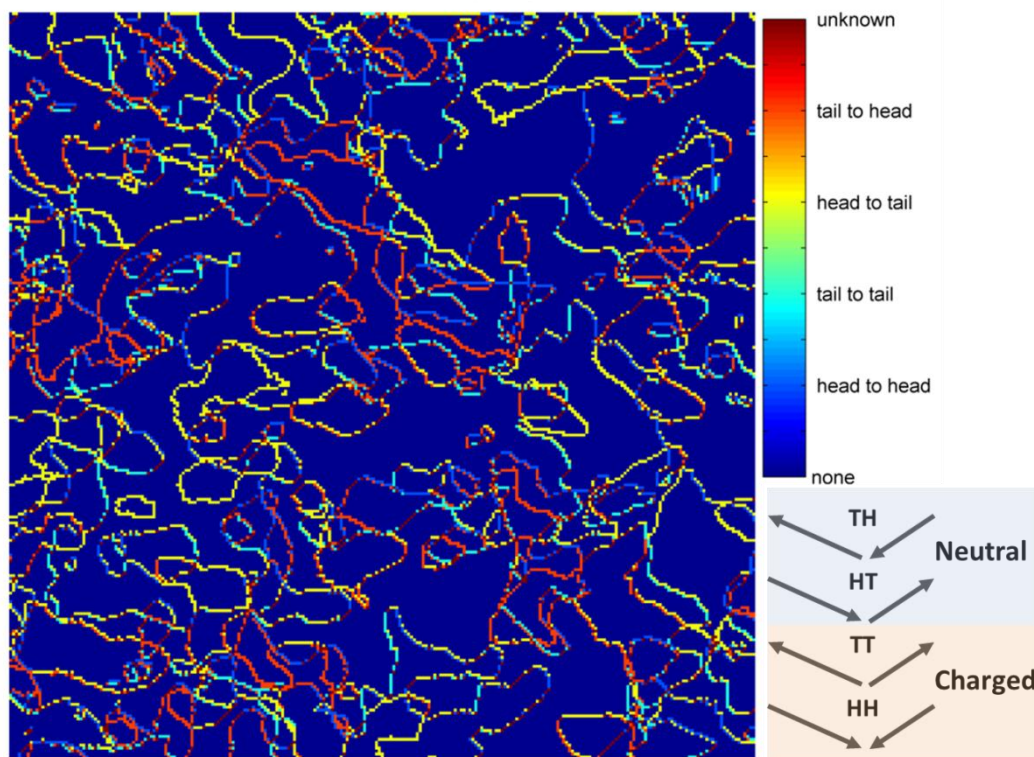 unknown
tail to head
head to tail
tail to tail
head to head
none
TH
Neutral
HT
TT
Charged
HH